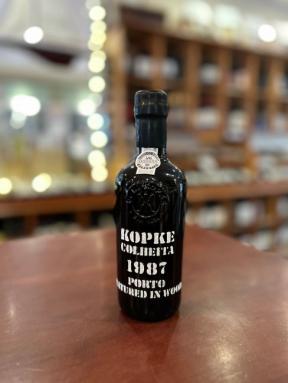 KOPKE
COLHEITA
1987
PORTO
MATURED IN WOOD